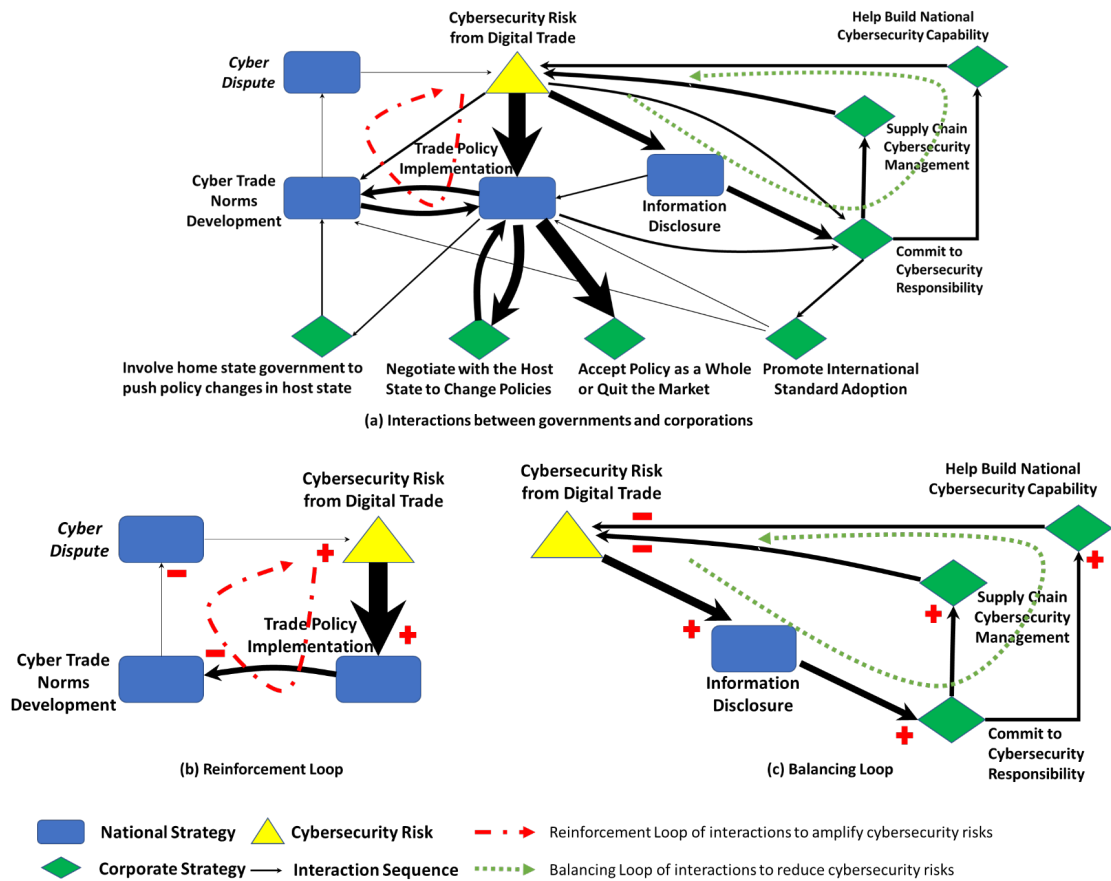 Cybersecurity Risk
from Digital Trade
Help Build National
Cybersecurity Capability
Cyber
Dispute
Supply Chain
Cybersecurity
Management
Trade Policy
Implementation
Cyber Trade
Norms
Development
Information
Disclosure
Commit to
Cybersecurity
Responsibility
Involve home state government to
push policy changes in host state
Negotiate with the Host
State to Change Policies
Accept Policy as a Whole
or Quit the Market
Promote International
Standard Adoption
(a) Interactions between governments and corporations
Cybersecurity Risk
from Digital Trade
Cyber
Dispute
+
−
Trade Policy
Implementation
+
−
Cyber Trade
Norms
Development
(b) Reinforcement Loop
Cybersecurity Risk
from Digital Trade
Help Build National
Cybersecurity Capability
−
−
+
Supply Chain
Cybersecurity
Management
+
+
Information
Disclosure
+
Commit to
Cybersecurity
Responsibility
(c) Balancing Loop
National Strategy
Cybersecurity Risk
Reinforcement Loop of interactions to amplify cybersecurity risks
Corporate Strategy
Interaction Sequence
Balancing Loop of interactions to reduce cybersecurity risks